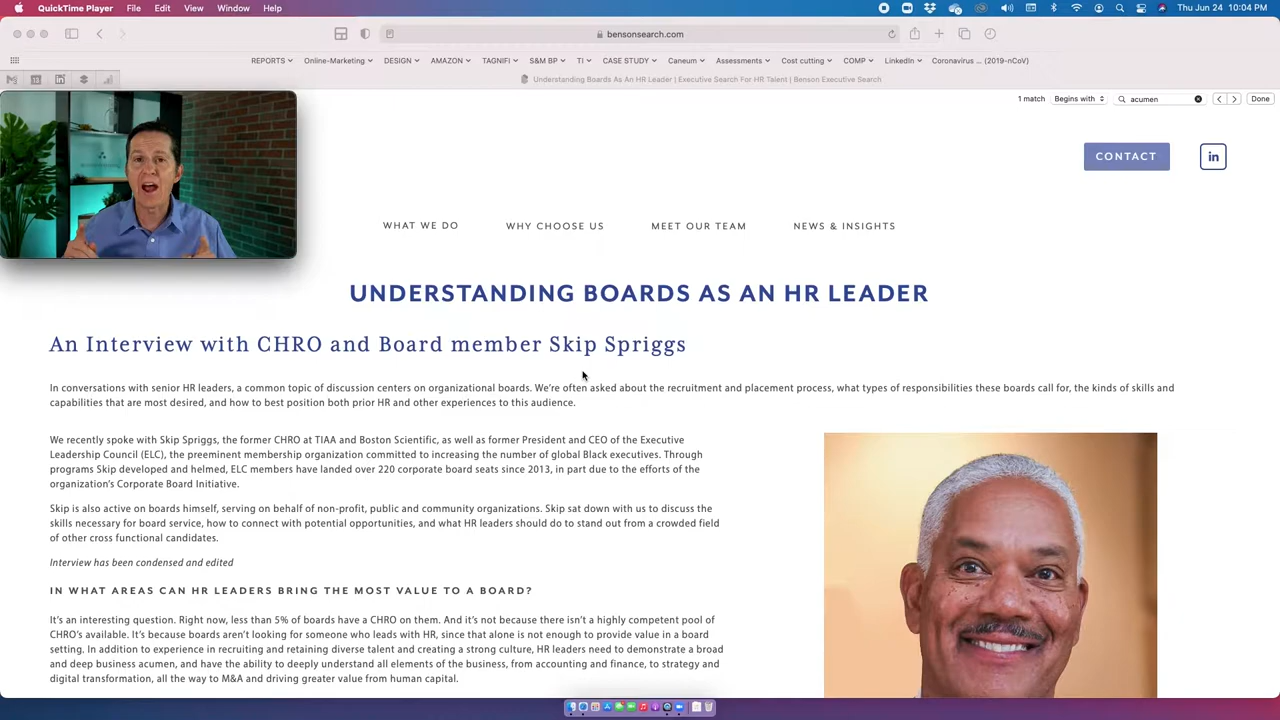 QuickTime Player File Edit View Window Help Thu Jun 24 10:04 PM
bensonsearch.com
REPORTS Online-Marketing DESIGN AMAZON TAGNIFI S&M BP TI CASE STUDY Caneum Assessments Cost cutting COMP LinkedIn Coronavirus ... (2019-nCoV)
Understanding Boards As An HR Leader | Executive Search For HR Talent | Benson Executive Search
1 match Begins with acumen Done
CONTACT in
WHAT WE DO WHY CHOOSE US MEET OUR TEAM NEWS & INSIGHTS
UNDERSTANDING BOARDS AS AN HR LEADER
An Interview with CHRO and Board member Skip Spriggs
In conversations with senior HR leaders, a common topic of discussion centers on organizational boards. We're often asked about the recruitment and placement process, what types of responsibilities these boards call for, the kinds of skills and
capabilities that are most desired, and how to best position both prior HR and other experiences to this audience.
We recently spoke with Skip Spriggs, the former CHRO at TIAA and Boston Scientific, as well as former President and CEO of the Executive
Leadership Council (ELC), the preeminent membership organization committed to increasing the number of global Black executives. Through
programs Skip developed and helmed, ELC members have landed over 220 corporate board seats since 2013, in part due to the efforts of the
organization's Corporate Board Initiative.
Skip is also active on boards himself, serving on behalf of non-profit, public and community organizations. Skip sat down with us to discuss the
skills necessary for board service, how to connect with potential opportunities, and what HR leaders should do to stand out from a crowded field
of other cross functional candidates.
Interview has been condensed and edited
IN WHAT AREAS CAN HR LEADERS BRING THE MOST VALUE TO A BOARD?
It's an interesting question. Right now, less than 5% of boards have a CHRO on them. And it's not because there isn't a highly competent pool of
CHRO's available. It's because boards aren't looking for someone who leads with HR, since that alone is not enough to provide value in a board
setting. In addition to experience in recruiting and retaining diverse talent and creating a strong culture, HR leaders need to demonstrate a broad
and deep business acumen, and have the ability to deeply understand all elements of the business, from accounting and finance, to strategy and
digital transformation, all the way to M&A and driving greater value from human capital.